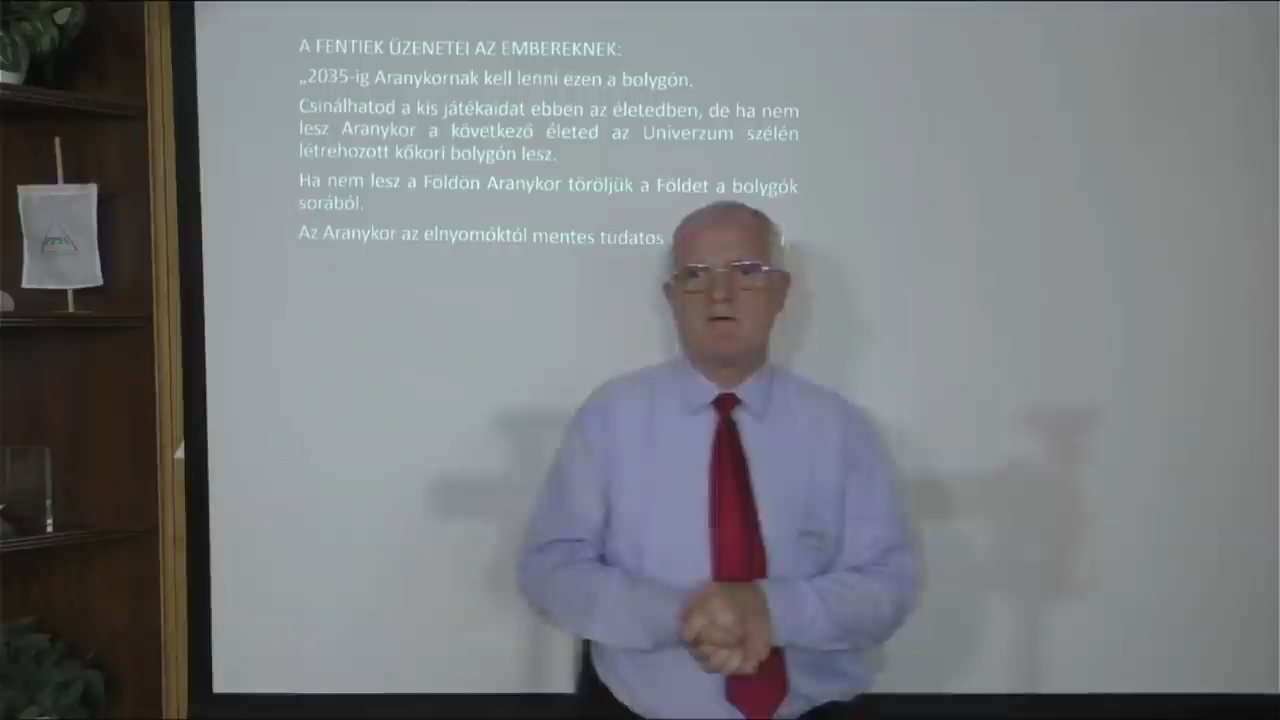 A FENTIEK ÜZENETEI AZ EMBEREKNEK:
„2035-ig Aranykornak kell lenni ezen a bolygón.
Csinálhatod a kis játékaidat ebben az életedben, de ha nem
lesz Aranykor a következő életed az Univerzum szélén
létrehozott kőkori bolygón lesz.
Ha nem lesz a Földön Aranykor töröljük a Földet a bolygók
sorából.
Az Aranykor az elnyomóktól mentes tudatos